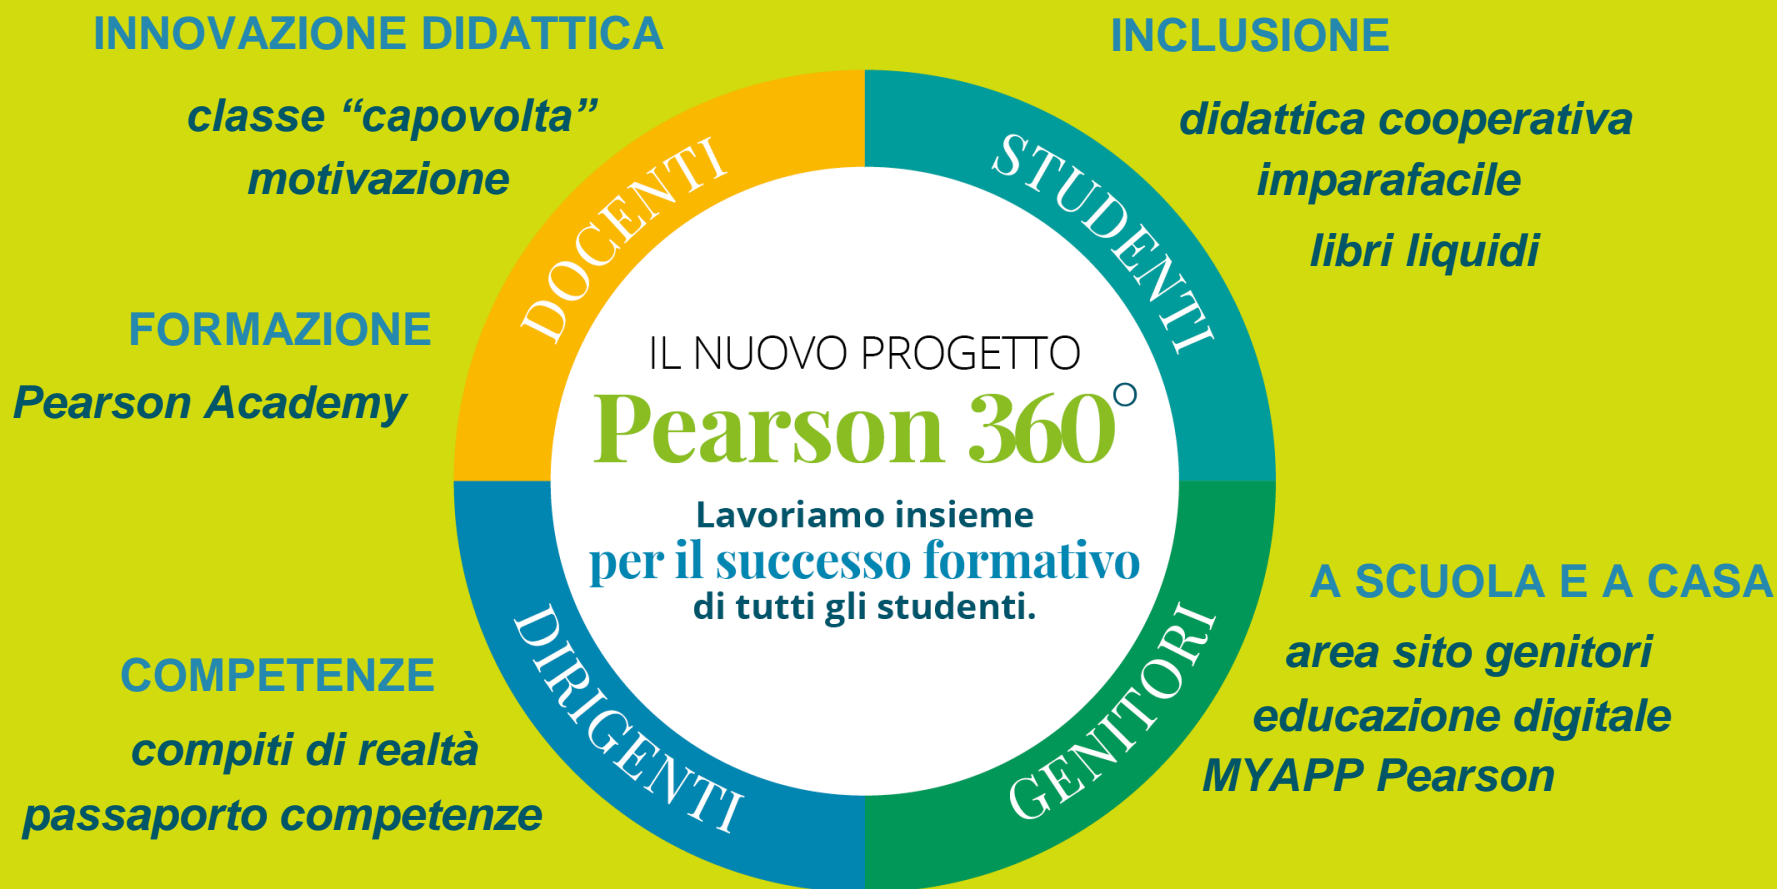 INNOVAZIONE DIDATTICA
classe “capovolta”
motivazione
FORMAZIONE
Pearson Academy
COMPETENZE
compiti di realtà
passaporto competenze
DOCENTI
STUDENTI
DIRIGENTI
GENITORI
IL NUOVO PROGETTO
Pearson 360°
Lavoriamo insieme
per il successo formativo
di tutti gli studenti.
INCLUSIONE
didattica cooperativa
imparafacile
libri liquidi
A SCUOLA E A CASA
area sito genitori
educazione digitale
MYAPP Pearson